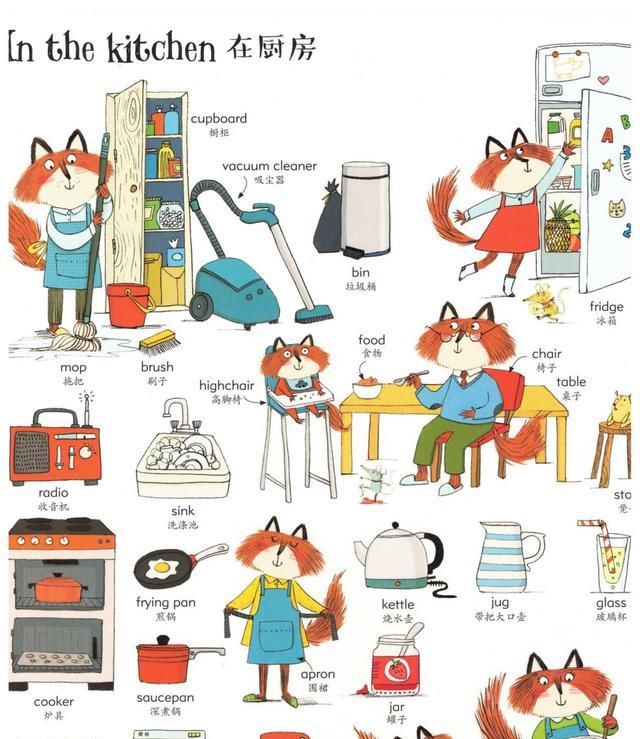 In the kitchen 在厨房
cupboard
橱柜
vacuum cleaner
吸尘器
bin
垃圾桶
fridge
冰箱
mop
拖把
brush
刷子
highchair
高脚椅
food
食物
chair
椅子
table
桌子
radio
收音机
sink
洗涤池
frying pan
煎锅
kettle
烧水壶
jug
带把大口壶
glass
玻璃杯
cooker
炉具
saucepan
深煮锅
apron
围裙
jar
罐子
A
B